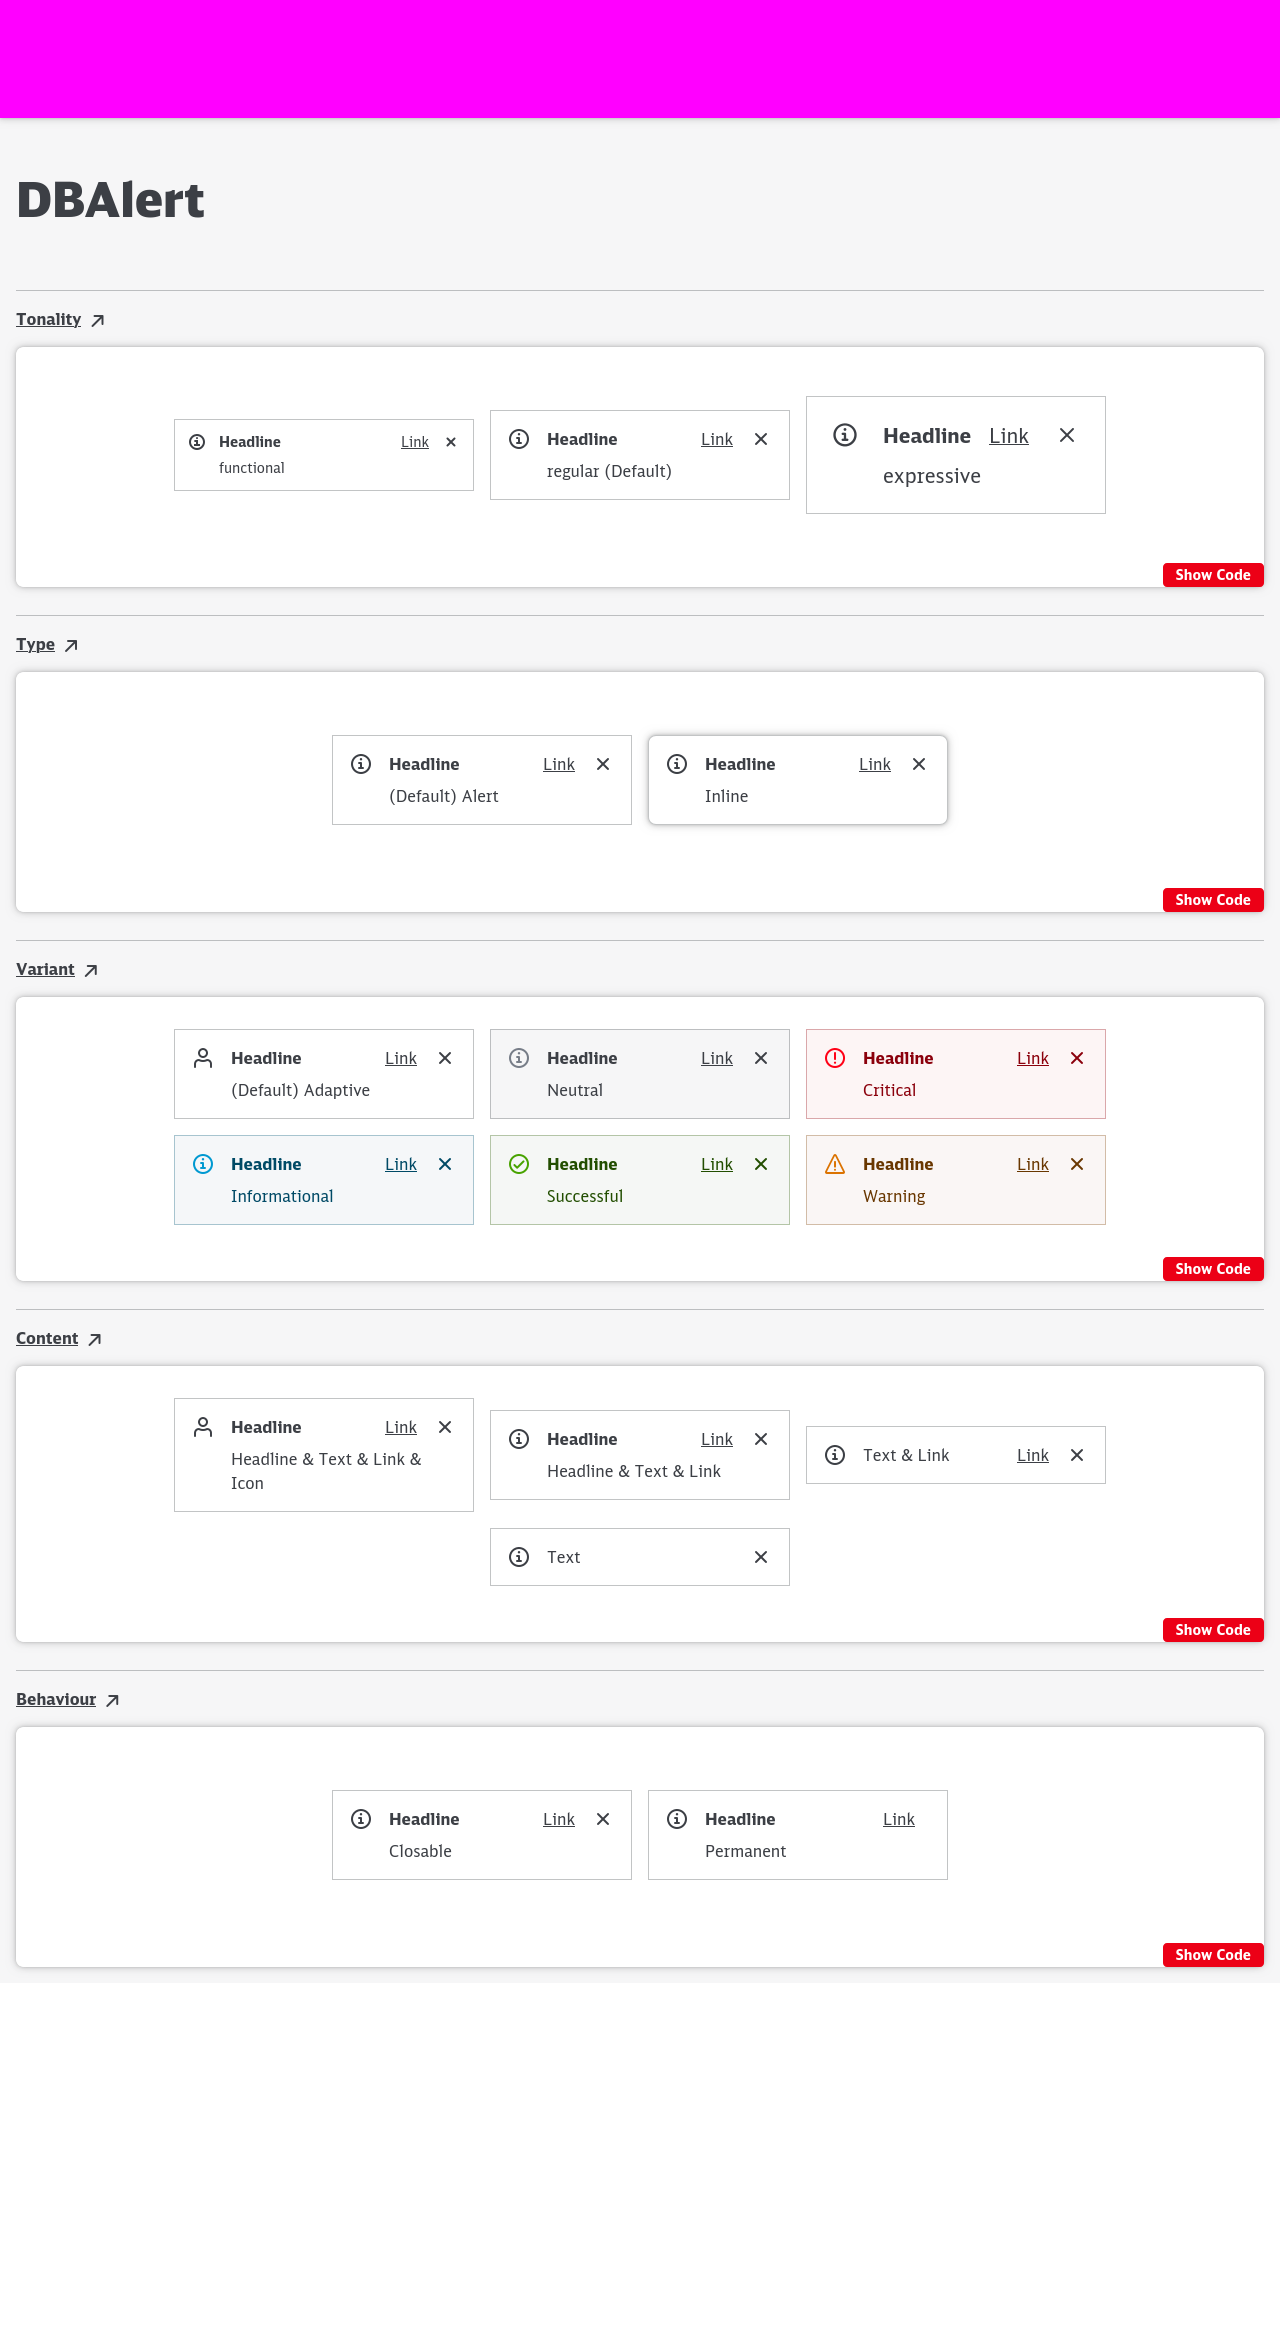 DBAlert
Tonality
Headline Link
functional
Headline Link
regular (Default)
Headline Link
expressive
Show Code
Type
Headline Link
(Default) Alert
Headline Link
Inline
Show Code
Variant
Headline Link
(Default) Adaptive
Headline Link
Neutral
Headline Link
Critical
Headline Link
Informational
Headline Link
Successful
Headline Link
Warning
Show Code
Content
Headline Link
Headline & Text & Link &
Icon
Headline Link
Headline & Text & Link
Text & Link Link
Text
Show Code
Behaviour
Headline Link
Closable
Headline Link
Permanent
Show Code